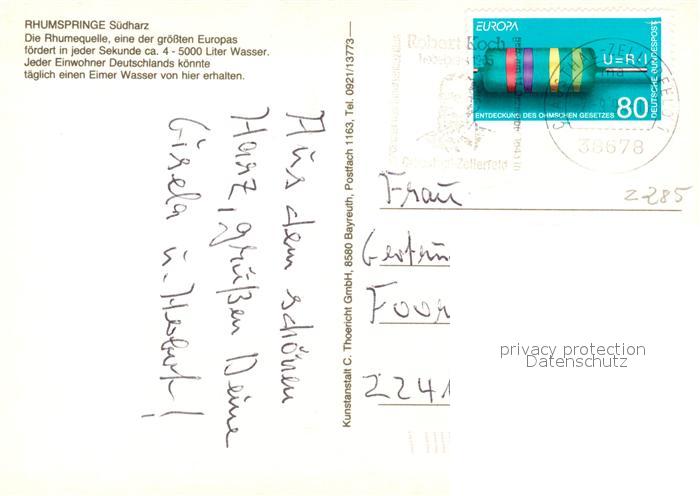 RHUMSPRINGE Südharz
Die Rhumequelle, eine der größten Europas
fördert in jeder Sekunde ca. 4 - 5000 Liter Wasser.
Jeder Einwohner Deutschlands könnte
täglich einen Eimer Wasser von hier erhalten.
Aus dem schönen
Harz, grüßen Deine
Gisela u. Herbert!
Kunstanstalt C. Thoericht GmbH, 8580 Bayreuth, Postfach 1163, Tel. 0921/13773—
EUROPA
U=R·I
ENTDECKUNG DES OHMSCHEN GESETZES
80
DEUTSCHE BUNDESPOST
Robert Koch
38678
Z 285
Frau
Foor
2241
privacy protection
Datenschutz